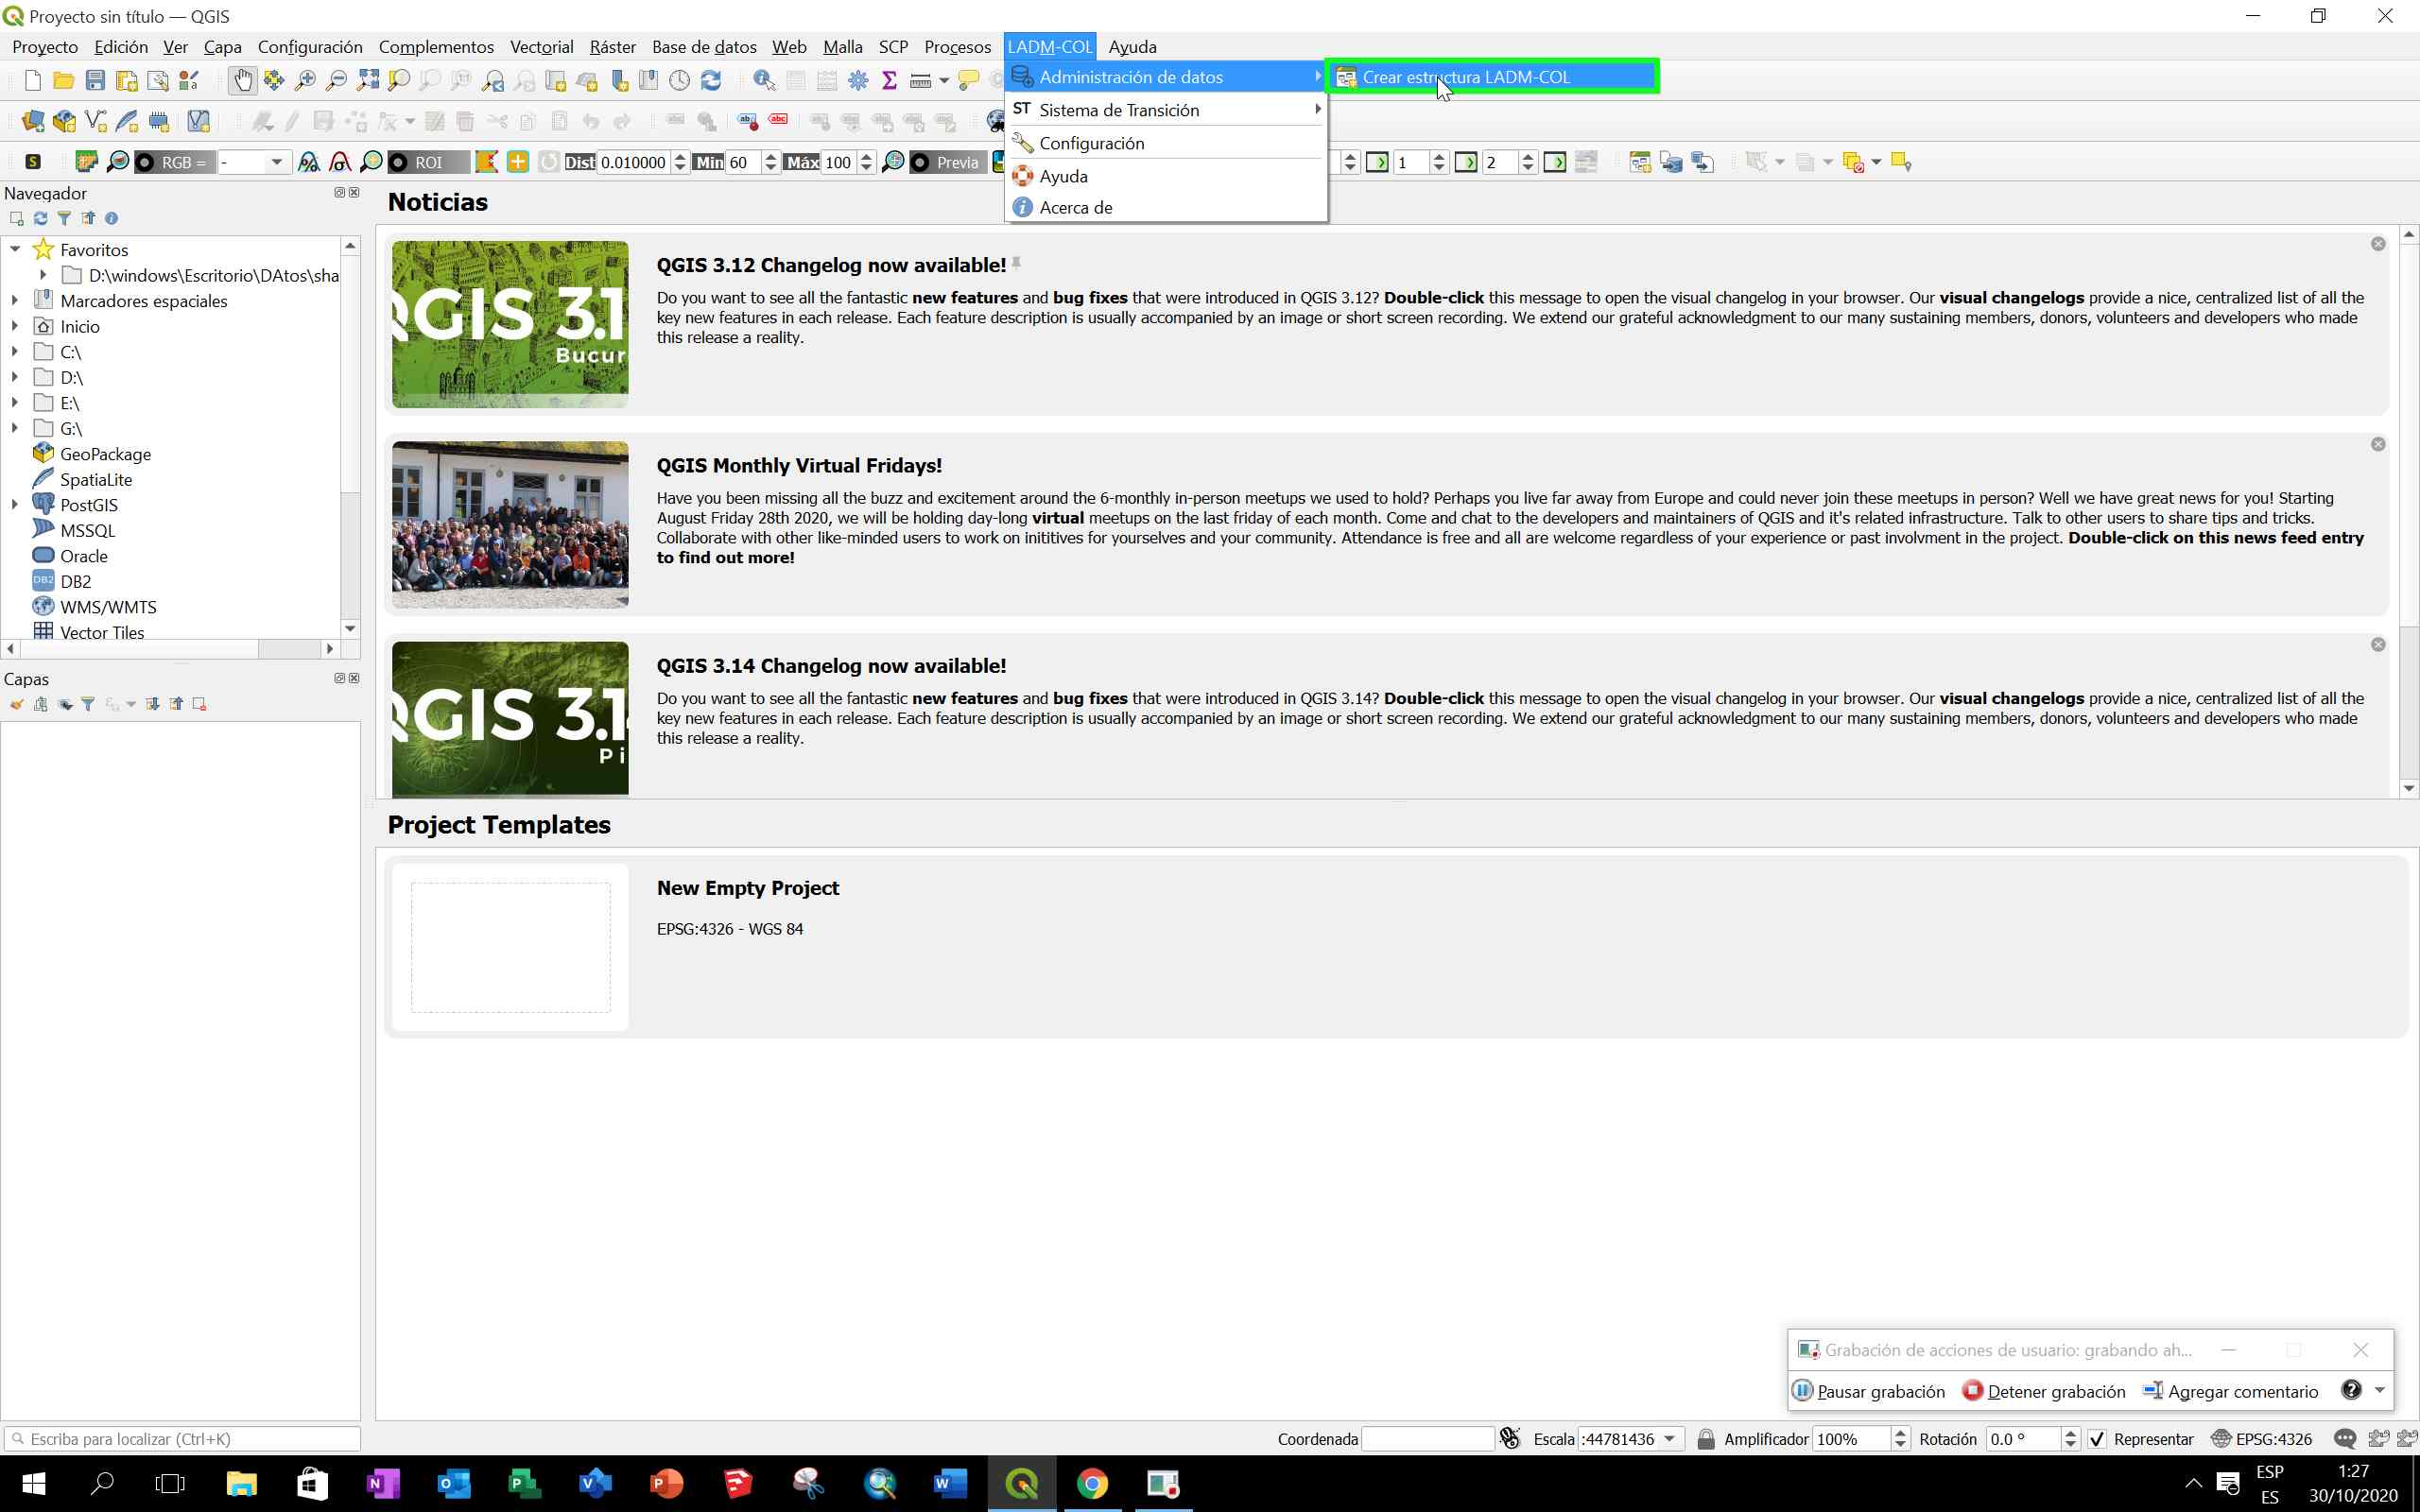 Proyecto sin título — QGIS
Proyecto Edición Ver Capa Configuración Complementos Vectorial Ráster Base de datos Web Malla SCP Procesos LADM-COL Ayuda
Administración de datos
Crear estructura LADM-COL
ST Sistema de Transición
Configuración
Ayuda
Acerca de
S RGB = - ROI Dist 0.010000 Min 60 Máx 100 Previa 1 2
Navegador
Favoritos
D:\windows\Escritorio\DAtos\sha
Marcadores espaciales
Inicio
C:\
D:\
E:\
G:\
GeoPackage
SpatiaLite
PostGIS
MSSQL
Oracle
DB2 DB2
WMS/WMTS
Vector Tiles
Capas
Noticias
QGIS 3.1
Bucur
QGIS 3.12 Changelog now available!
Do you want to see all the fantastic new features and bug fixes that were introduced in QGIS 3.12? Double-click this message to open the visual changelog in your browser. Our visual changelogs provide a nice, centralized list of all the
key new features in each release. Each feature description is usually accompanied by an image or short screen recording. We extend our grateful acknowledgment to our many sustaining members, donors, volunteers and developers who made
this release a reality.
QGIS Monthly Virtual Fridays!
Have you been missing all the buzz and excitement around the 6-monthly in-person meetups we used to hold? Perhaps you live far away from Europe and could never join these meetups in person? Well we have great news for you! Starting
August Friday 28th 2020, we will be holding day-long virtual meetups on the last friday of each month. Come and chat to the developers and maintainers of QGIS and it's related infrastructure. Talk to other users to share tips and tricks.
Collaborate with other like-minded users to work on inititives for yourselves and your community. Attendance is free and all are welcome regardless of your experience or past involvment in the project. Double-click on this news feed entry
to find out more!
QGIS 3.1
Pi
QGIS 3.14 Changelog now available!
Do you want to see all the fantastic new features and bug fixes that were introduced in QGIS 3.14? Double-click this message to open the visual changelog in your browser. Our visual changelogs provide a nice, centralized list of all the
key new features in each release. Each feature description is usually accompanied by an image or short screen recording. We extend our grateful acknowledgment to our many sustaining members, donors, volunteers and developers who made
this release a reality.
Project Templates
New Empty Project
EPSG:4326 - WGS 84
Grabación de acciones de usuario: grabando ah...
Pausar grabación Detener grabación Agregar comentario
Escriba para localizar (Ctrl+K)
Coordenada Escala :44781436 Amplificador 100% Rotación 0.0 ° Representar EPSG:4326
ESP
ES
1:27
30/10/2020